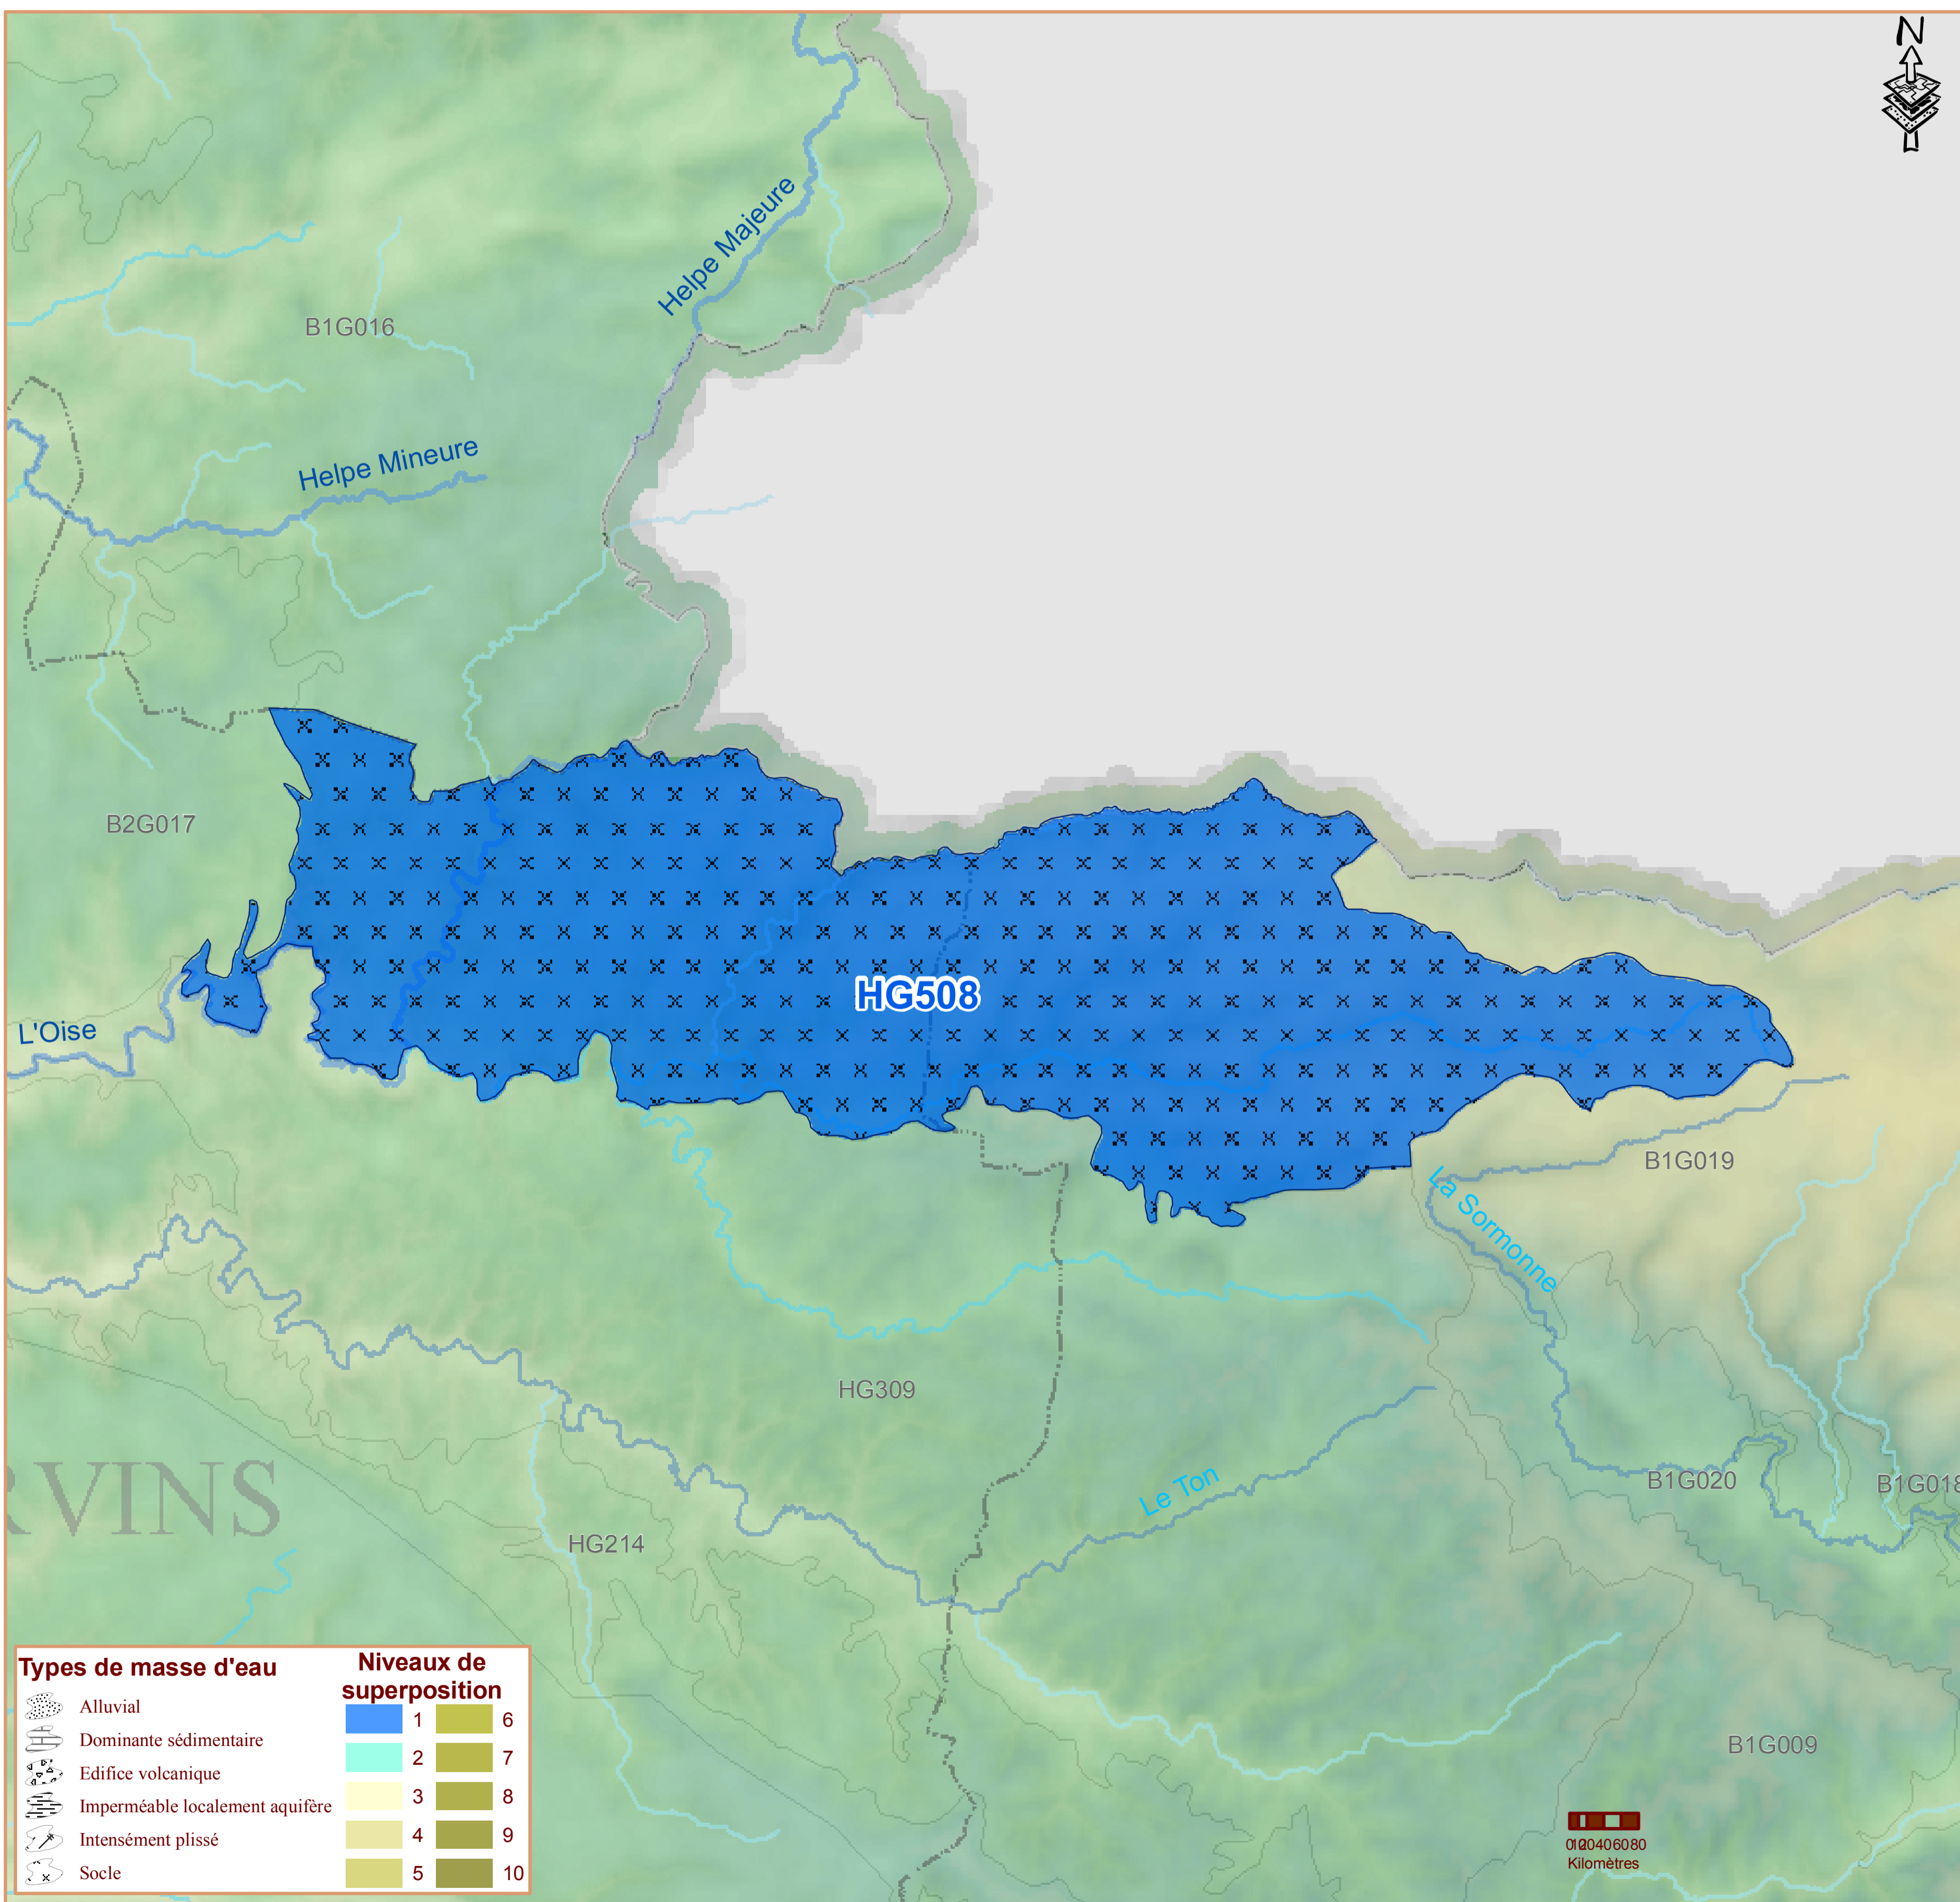 N
Helpe Majeure
B1G016
Helpe Mineure
B2G017
HG508
L'Oise
B1G019
La Sormonne
HG309
RVINS
Le Ton
B1G020
B1G018
HG214
B1G009
Types de masse d'eau
Alluvial
Dominante sédimentaire
Edifice volcanique
Imperméable localement aquifère
Intensément plissé
Socle
Niveaux de
superposition
1 6
2 7
3 8
4 9
5 10
Kilomètres